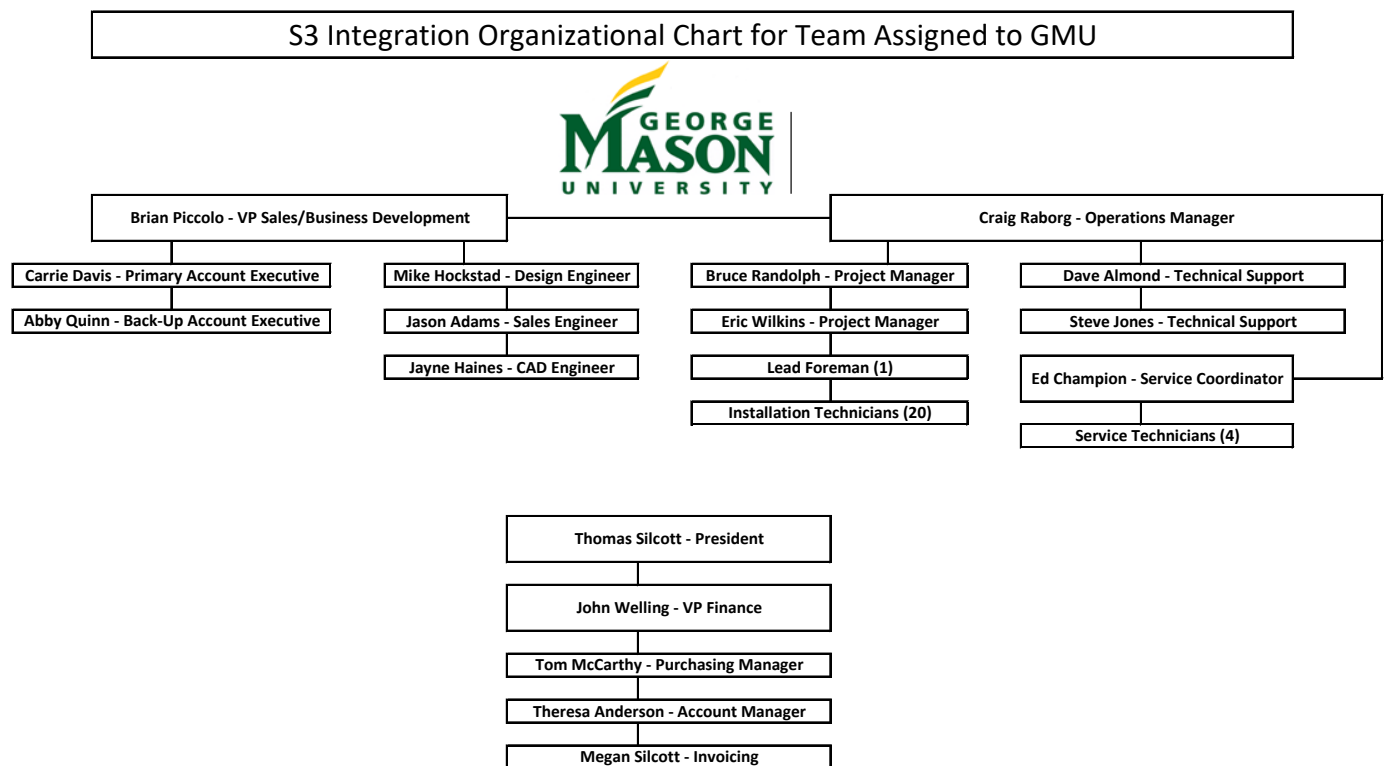 S3 Integration Organizational Chart for Team Assigned to GMU
GEORGE
MASON
UNIVERSITY
Brian Piccolo - VP Sales/Business Development
Craig Raborg - Operations Manager
Carrie Davis - Primary Account Executive
Mike Hockstad - Design Engineer
Bruce Randolph - Project Manager
Dave Almond - Technical Support
Abby Quinn - Back-Up Account Executive
Jason Adams - Sales Engineer
Eric Wilkins - Project Manager
Steve Jones - Technical Support
Jayne Haines - CAD Engineer
Lead Foreman (1)
Ed Champion - Service Coordinator
Installation Technicians (20)
Service Technicians (4)
Thomas Silcott - President
John Welling - VP Finance
Tom McCarthy - Purchasing Manager
Theresa Anderson - Account Manager
Megan Silcott - Invoicing